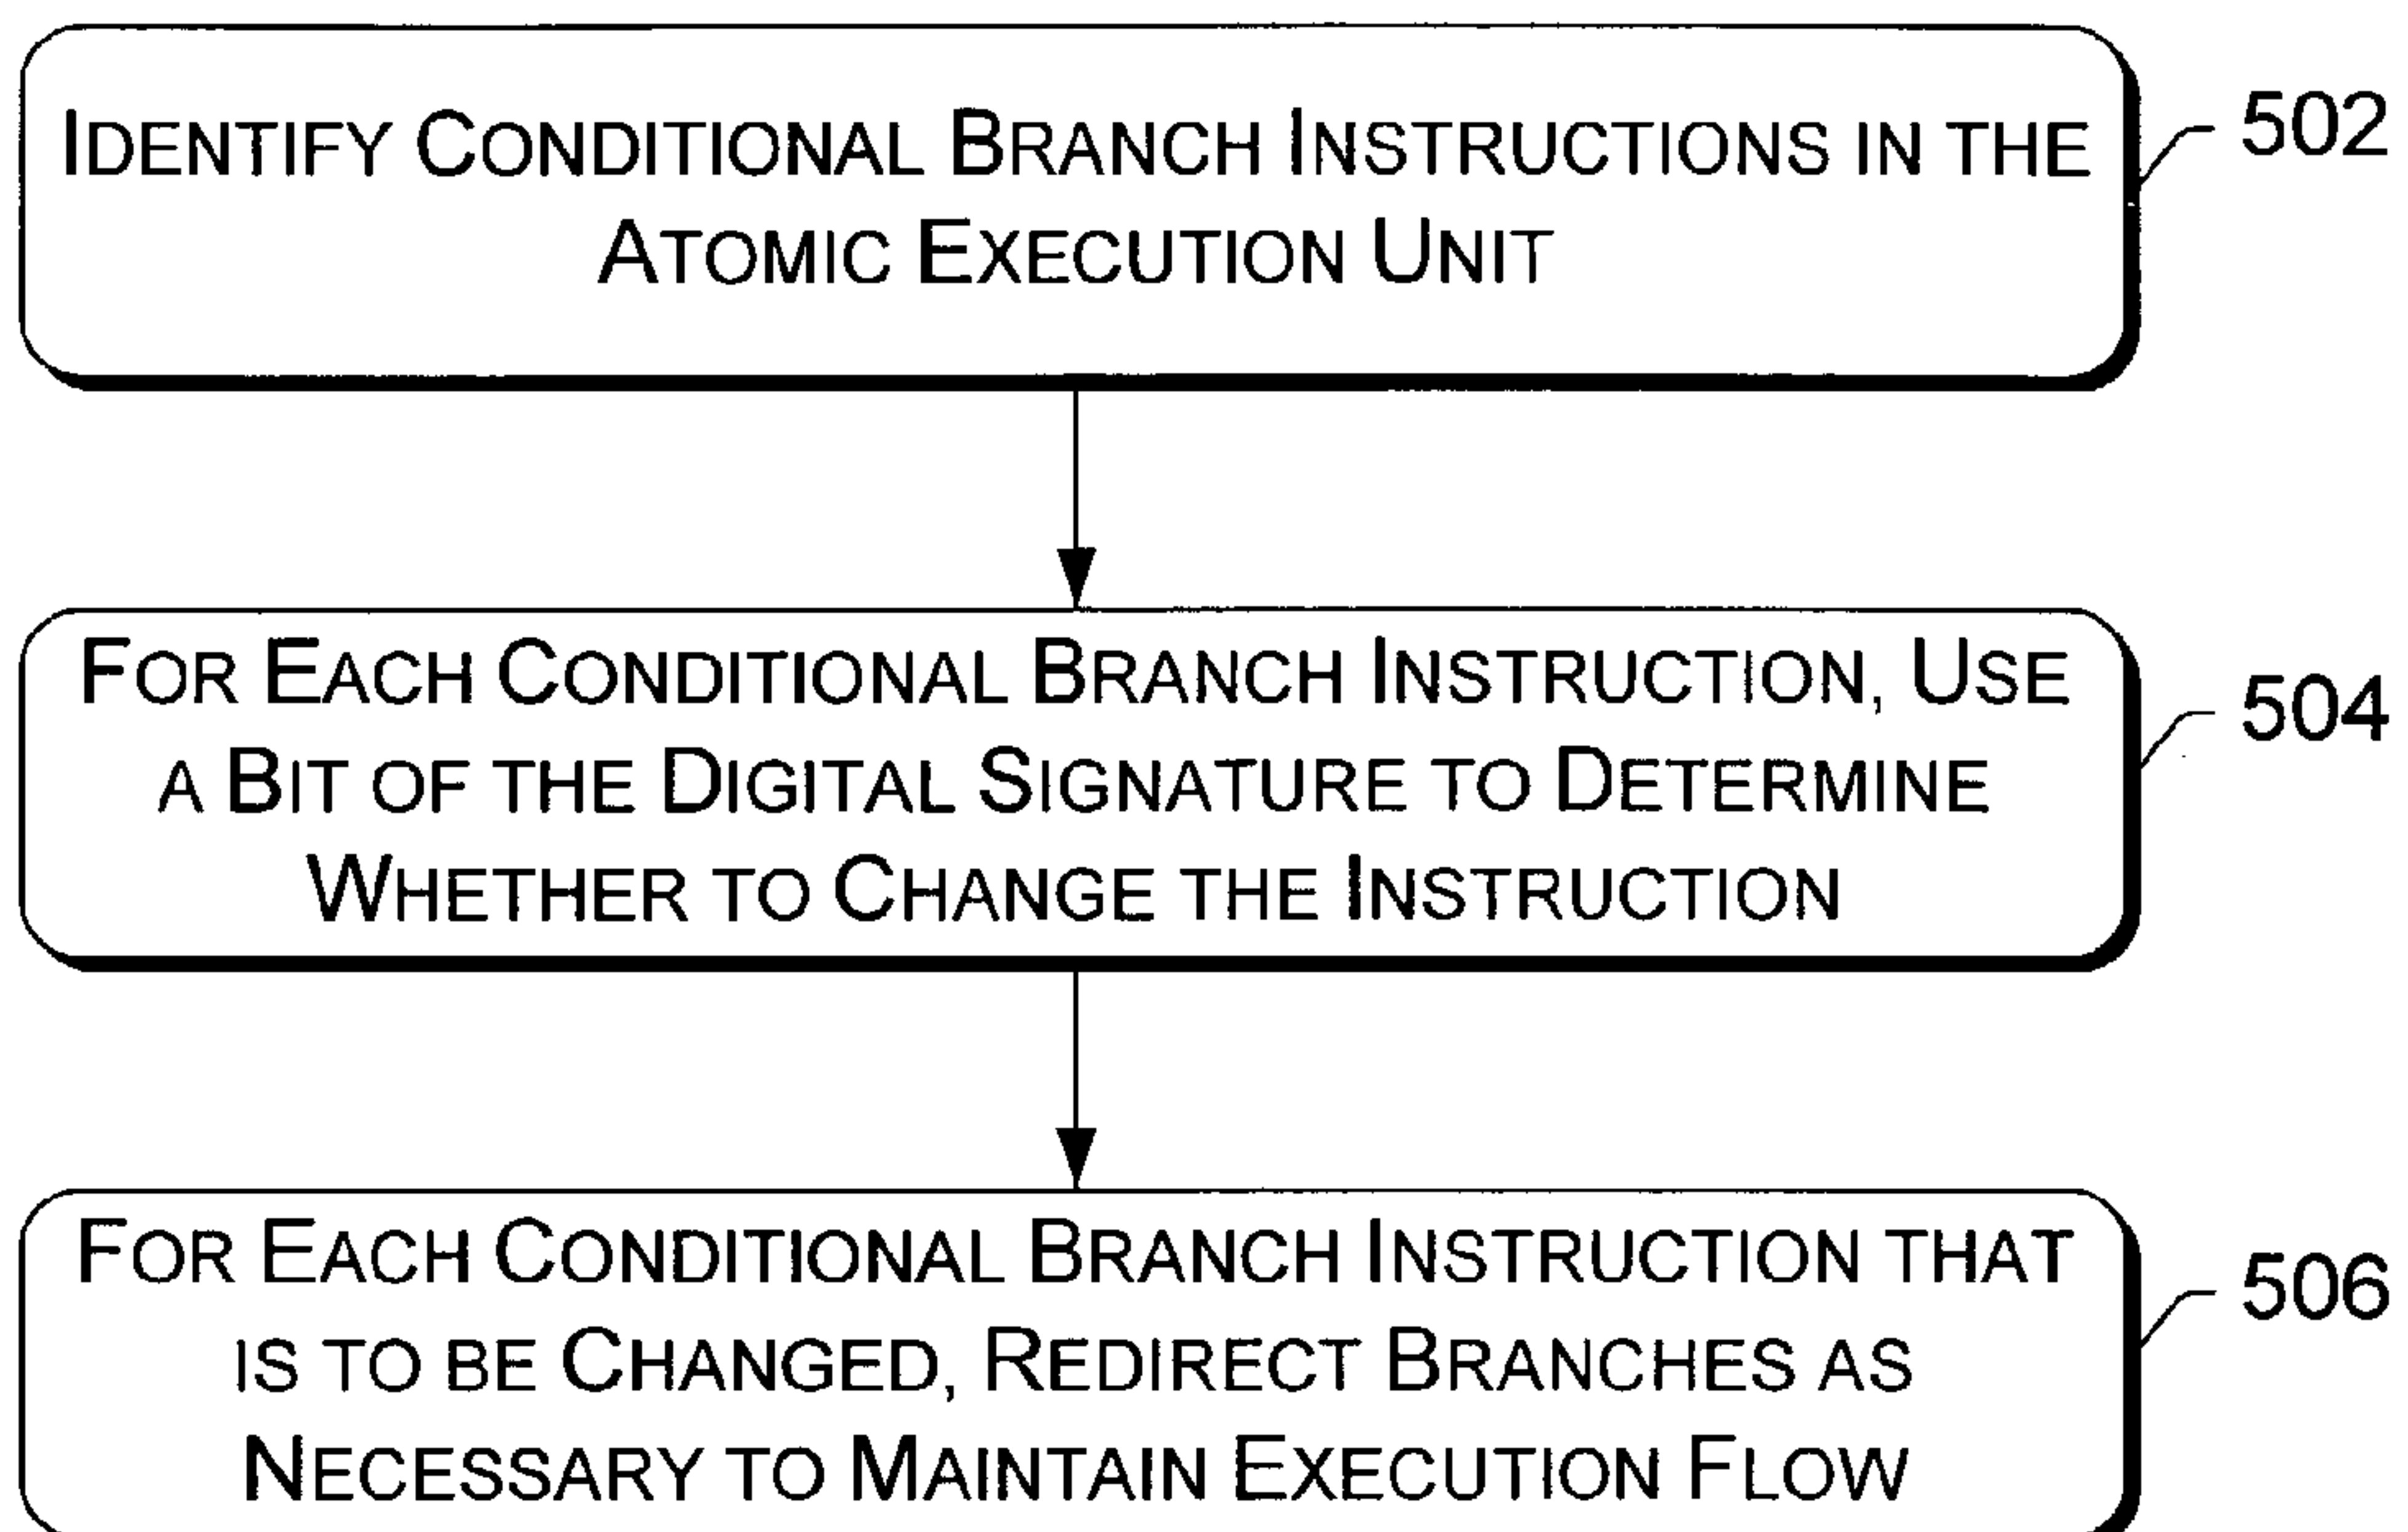 IDENTIFY CONDITIONAL BRANCH INSTRUCTIONS IN THE
ATOMIC EXECUTION UNIT
502
FOR EACH CONDITIONAL BRANCH INSTRUCTION, USE
A BIT OF THE DIGITAL SIGNATURE TO DETERMINE
WHETHER TO CHANGE THE INSTRUCTION
504
FOR EACH CONDITIONAL BRANCH INSTRUCTION THAT
IS TO BE CHANGED, REDIRECT BRANCHES AS
NECESSARY TO MAINTAIN EXECUTION FLOW
506